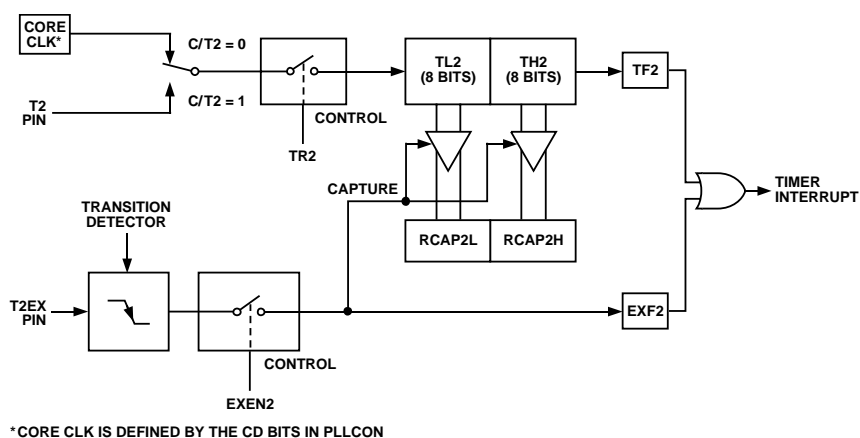 CORE
CLK*
C/T2 = 0
T2
PIN
C/T2 = 1
CONTROL
TR2
TL2
(8 BITS)
TH2
(8 BITS)
TF2
CAPTURE
TIMER
INTERRUPT
TRANSITION
DETECTOR
RCAP2L
RCAP2H
T2EX
PIN
EXF2
CONTROL
EXEN2
*CORE CLK IS DEFINED BY THE CD BITS IN PLLCON